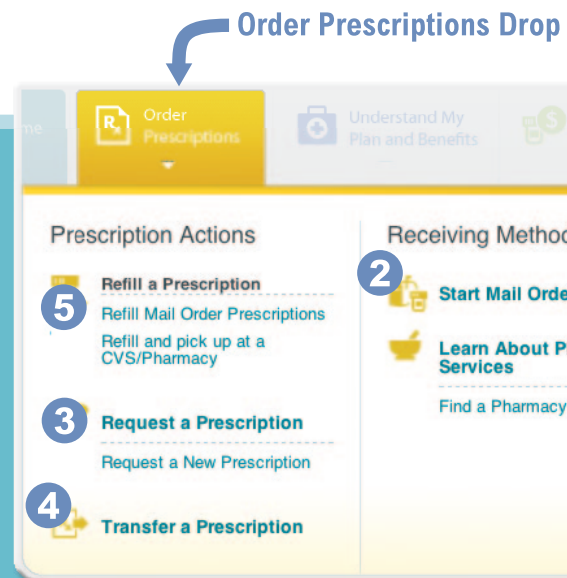 Order Prescriptions Drop
me
Order
Prescriptions
Understand My
Plan and Benefits
Prescription Actions
5
Refill a Prescription
Refill Mail Order Prescriptions
Refill and pick up at a
CVS/Pharmacy
3
Request a Prescription
Request a New Prescription
4
Transfer a Prescription
Receiving Method
2
Start Mail Orde
Learn About P
Services
Find a Pharmacy